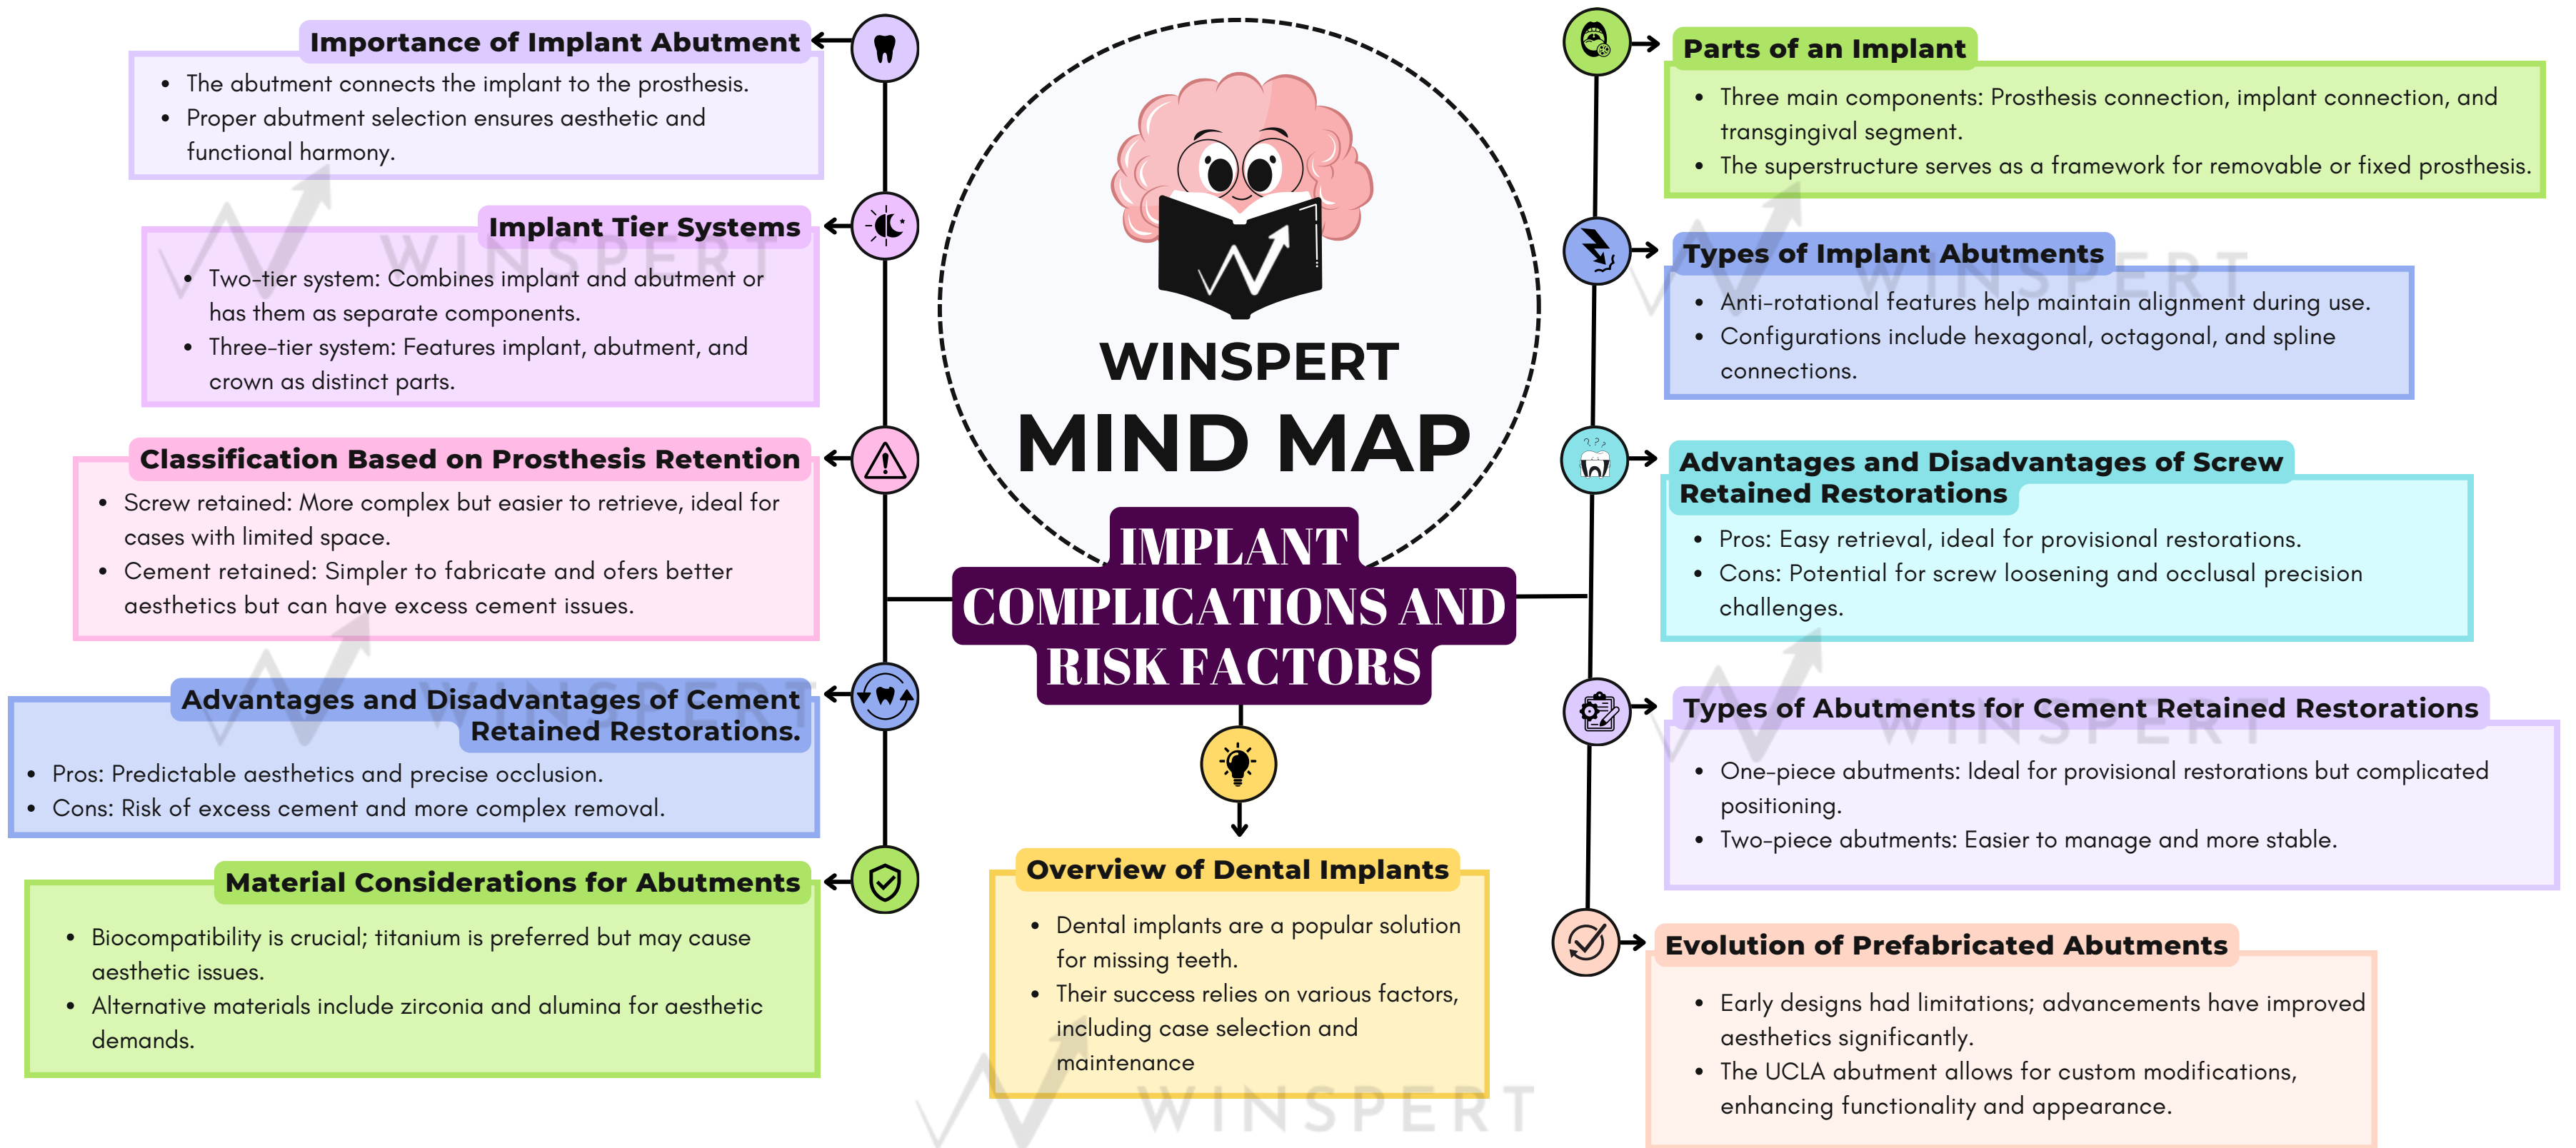 WINSPERT
MIND MAP
IMPLANT
COMPLICATIONS AND
RISK FACTORS
Importance of Implant Abutment
• The abutment connects the implant to the prosthesis.
• Proper abutment selection ensures aesthetic and
functional harmony.
Implant Tier Systems
• Two-tier system: Combines implant and abutment or
has them as separate components.
• Three-tier system: Features implant, abutment, and
crown as distinct parts.
Classification Based on Prosthesis Retention
• Screw retained: More complex but easier to retrieve, ideal for
cases with limited space.
• Cement retained: Simpler to fabricate and ofers better
aesthetics but can have excess cement issues.
Advantages and Disadvantages of Cement
Retained Restorations.
• Pros: Predictable aesthetics and precise occlusion.
• Cons: Risk of excess cement and more complex removal.
Material Considerations for Abutments
• Biocompatibility is crucial; titanium is preferred but may cause
aesthetic issues.
• Alternative materials include zirconia and alumina for aesthetic
demands.
Overview of Dental Implants
• Dental implants are a popular solution
for missing teeth.
• Their success relies on various factors,
including case selection and
maintenance
Parts of an Implant
• Three main components: Prosthesis connection, implant connection, and
transgingival segment.
• The superstructure serves as a framework for removable or fixed prosthesis.
Types of Implant Abutments
• Anti-rotational features help maintain alignment during use.
• Configurations include hexagonal, octagonal, and spline
connections.
Advantages and Disadvantages of Screw
Retained Restorations
• Pros: Easy retrieval, ideal for provisional restorations.
• Cons: Potential for screw loosening and occlusal precision
challenges.
Types of Abutments for Cement Retained Restorations
• One-piece abutments: Ideal for provisional restorations but complicated
positioning.
• Two-piece abutments: Easier to manage and more stable.
Evolution of Prefabricated Abutments
• Early designs had limitations; advancements have improved
aesthetics significantly.
• The UCLA abutment allows for custom modifications,
enhancing functionality and appearance.
WINSPERT
WINSPERT
WINSPERT
WINSPERT
WINSPERT